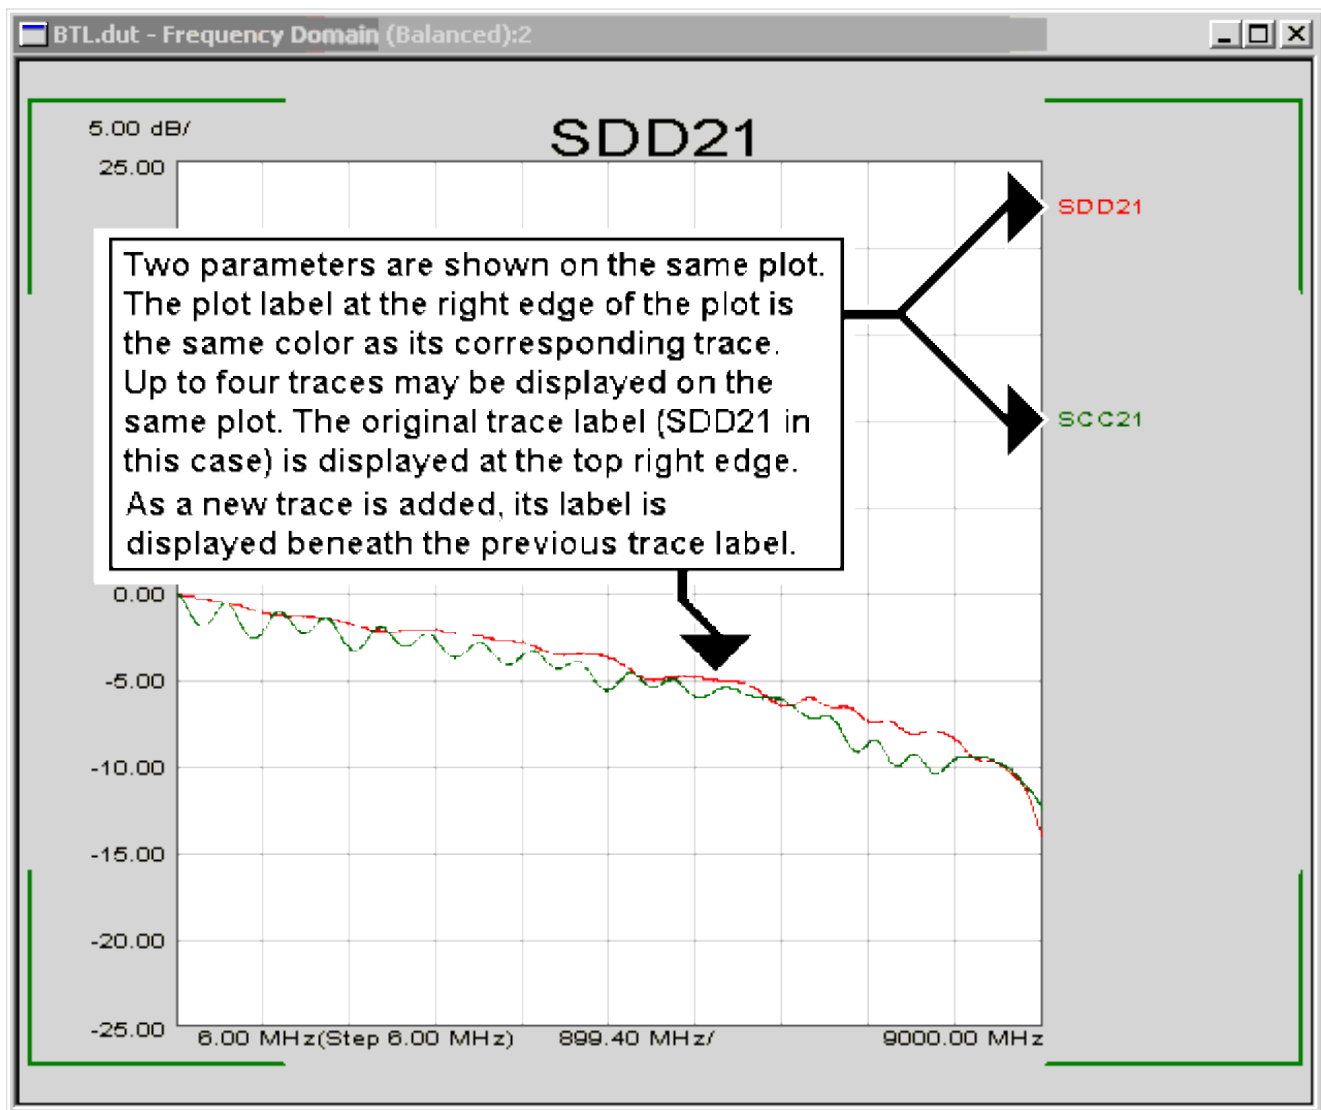 BTL.dut - Frequency Domain (Balanced):2
5.00 dB/
SDD21
25.00
SDD21
Two parameters are shown on the same plot.
The plot label at the right edge of the plot is
the same color as its corresponding trace.
Up to four traces may be displayed on the
same plot. The original trace label (SDD21 in
this case) is displayed at the top right edge.
As a new trace is added, its label is
displayed beneath the previous trace label.
SCC21
0.00
-5.00
-10.00
-15.00
-20.00
-25.00
6.00 MHz(Step 6.00 MHz) 899.40 MHz/ 9000.00 MHz